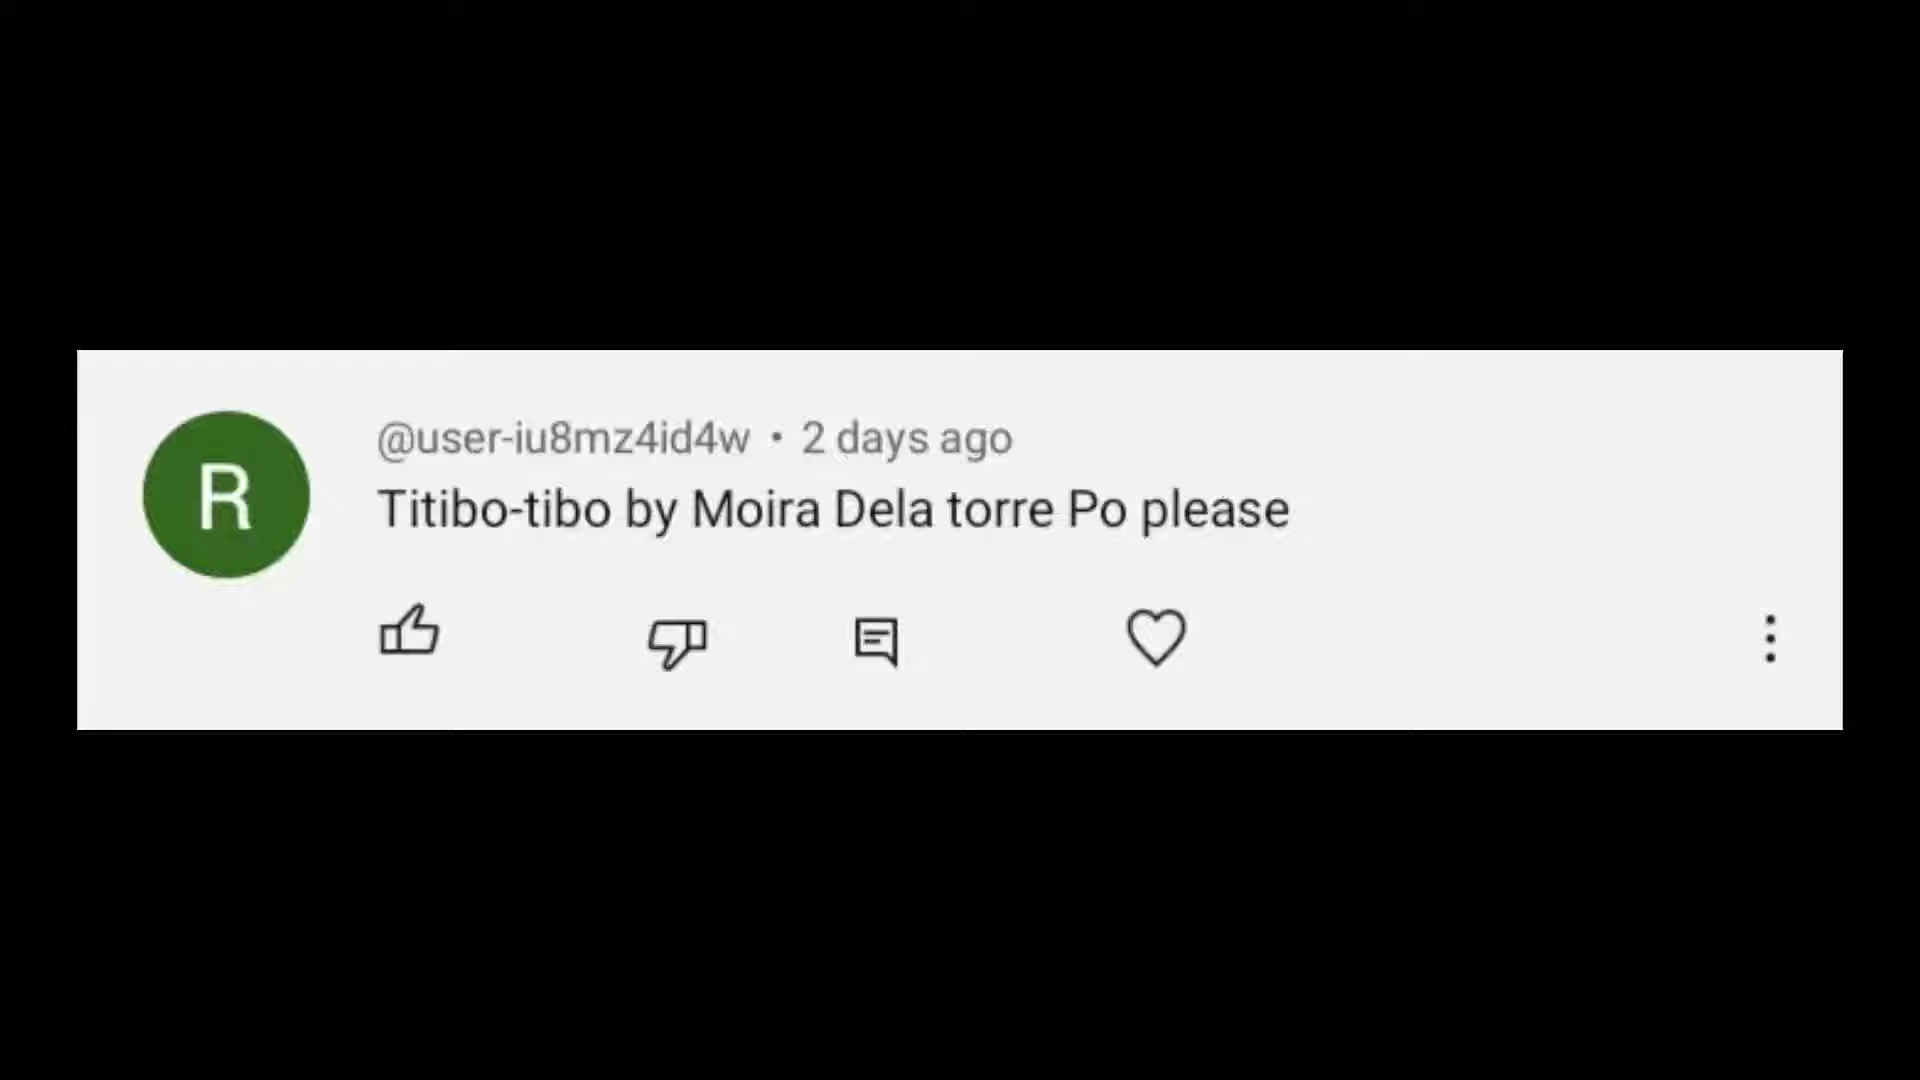 R
@user-iu8mz4id4w • 2 days ago
Titibo-tibo by Moira Dela torre Po please